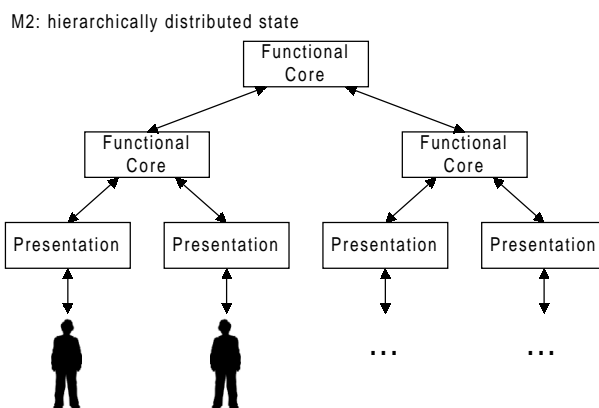 M2: hierarchically distributed state
Functional
Core
Functional
Core
Functional
Core
Presentation
Presentation
Presentation
Presentation
...
...